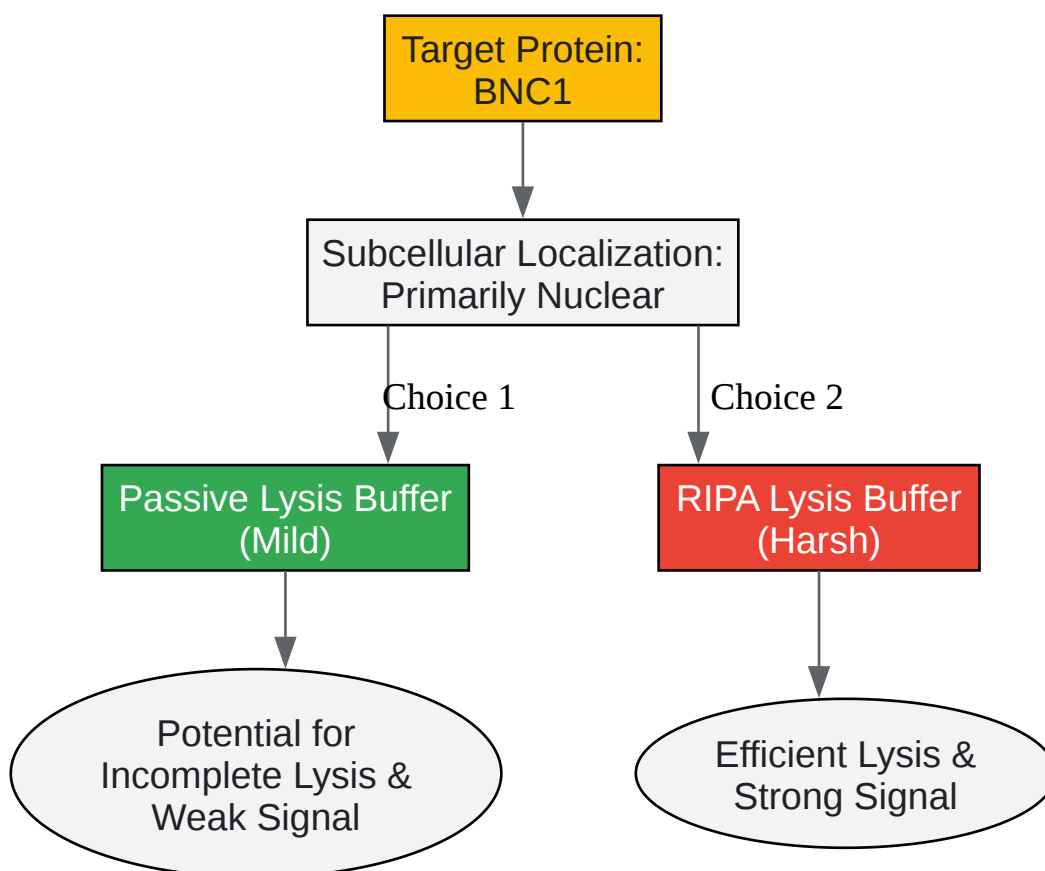 Target Protein:
BNC1
Subcellular Localization:
Primarily Nuclear
Choice 1
Choice 2
Passive Lysis Buffer
(Mild)
RIPA Lysis Buffer
(Harsh)
Potential for
Incomplete Lysis &
Weak Signal
Efficient Lysis &
Strong Signal